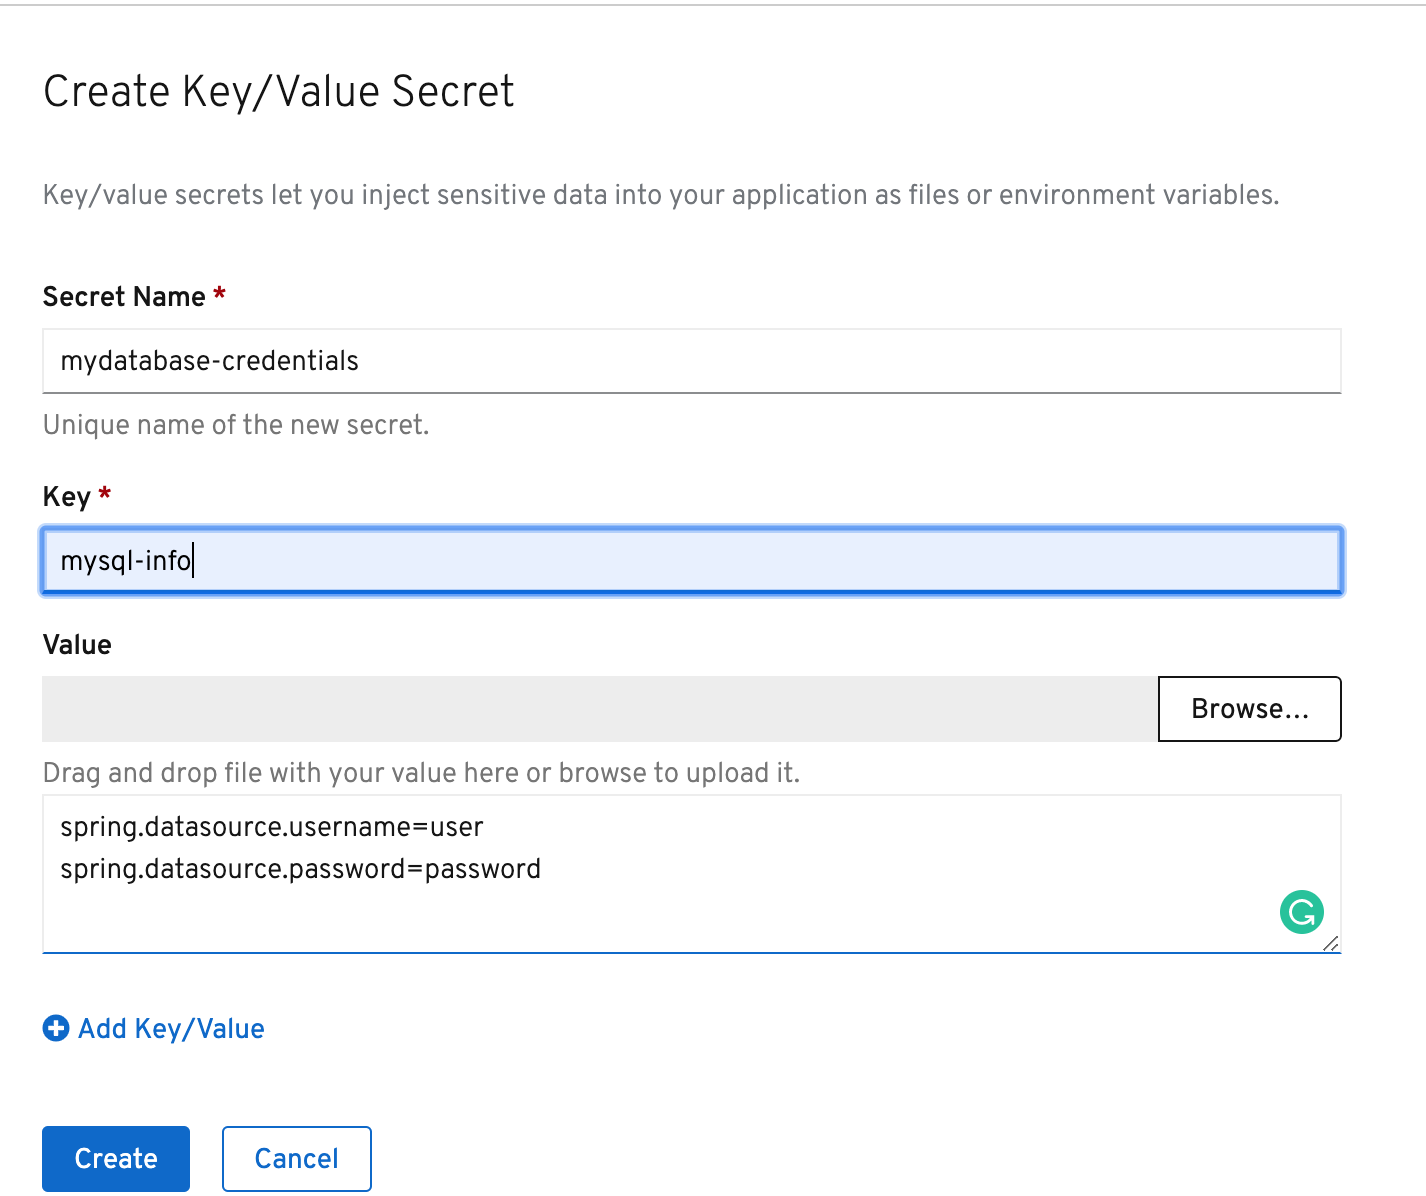 Create Key/Value Secret
Key/value secrets let you inject sensitive data into your application as files or environment variables.
Secret Name *
mydatabase-credentials
Unique name of the new secret.
Key *
mysql-info
Value
Browse...
Drag and drop file with your value here or browse to upload it.
spring.datasource.username=user
spring.datasource.password=password
Add Key/Value
Create Cancel